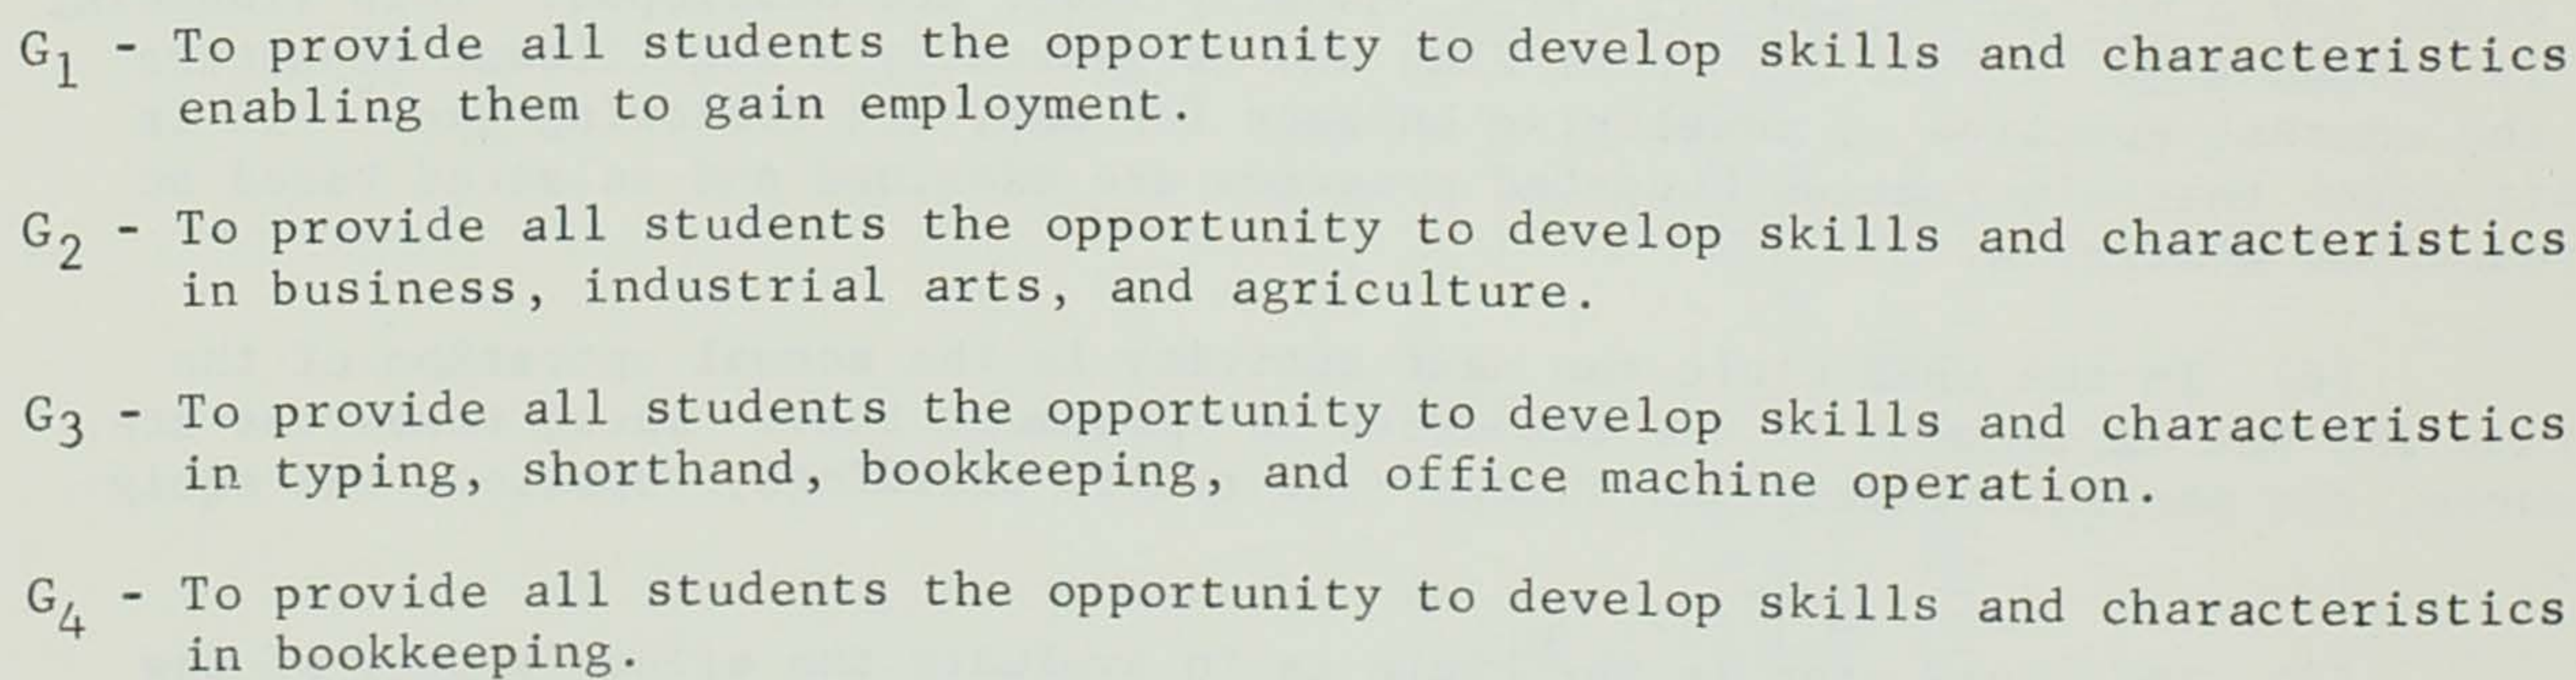 G₁ - To provide all students the opportunity to develop skills and characteristics
enabling them to gain employment.
G₂ - To provide all students the opportunity to develop skills and characteristics
in business, industrial arts, and agriculture.
G₃ - To provide all students the opportunity to develop skills and characteristics
in typing, shorthand, bookkeeping, and office machine operation.
G₄ - To provide all students the opportunity to develop skills and characteristics
in bookkeeping.